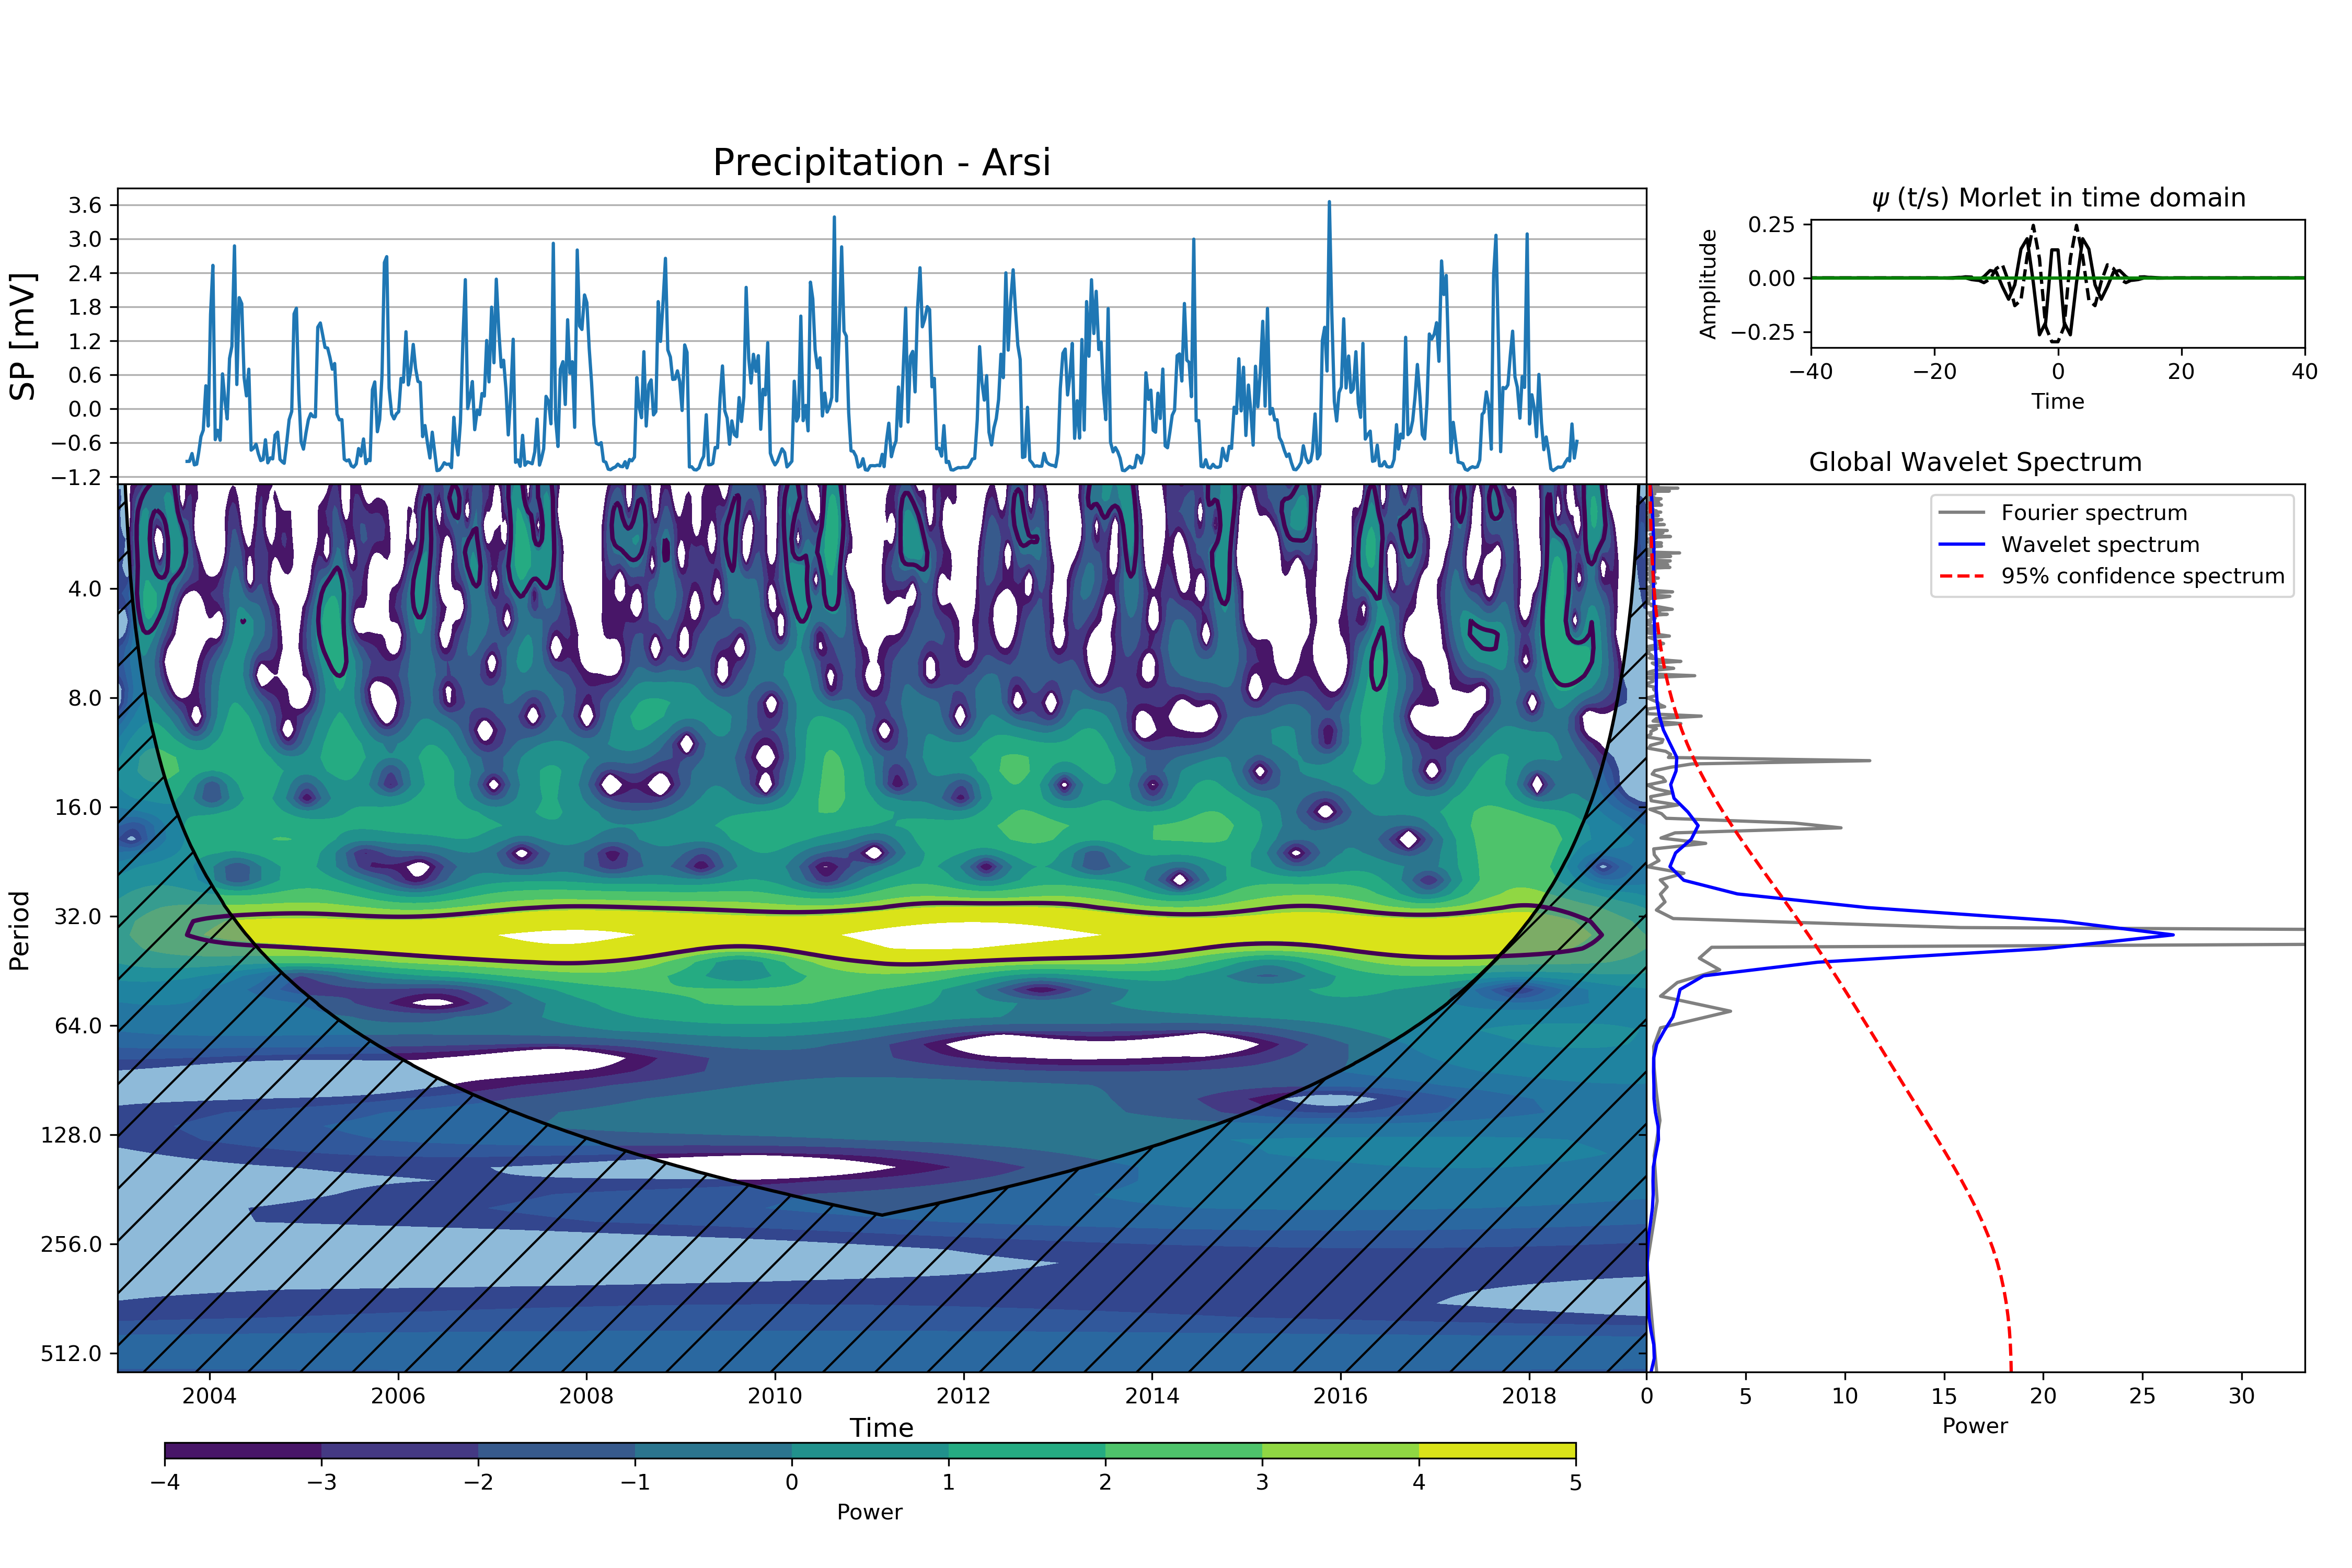 Precipitation - Arsi
SP [mV]
3.6
3.0
2.4
1.8
1.2
0.6
0.0
−0.6
−1.2
ψ (t/s) Morlet in time domain
Amplitude
0.25
0.00
−0.25
−40 −20 0 20 40
Time
Global Wavelet Spectrum
Fourier spectrum
Wavelet spectrum
95% confidence spectrum
Period
4.0
8.0
16.0
32.0
64.0
128.0
256.0
512.0
2004 2006 2008 2010 2012 2014 2016 2018
Time
0 5 10 15 20 25 30
Power
−4 −3 −2 −1 0 1 2 3 4 5
Power